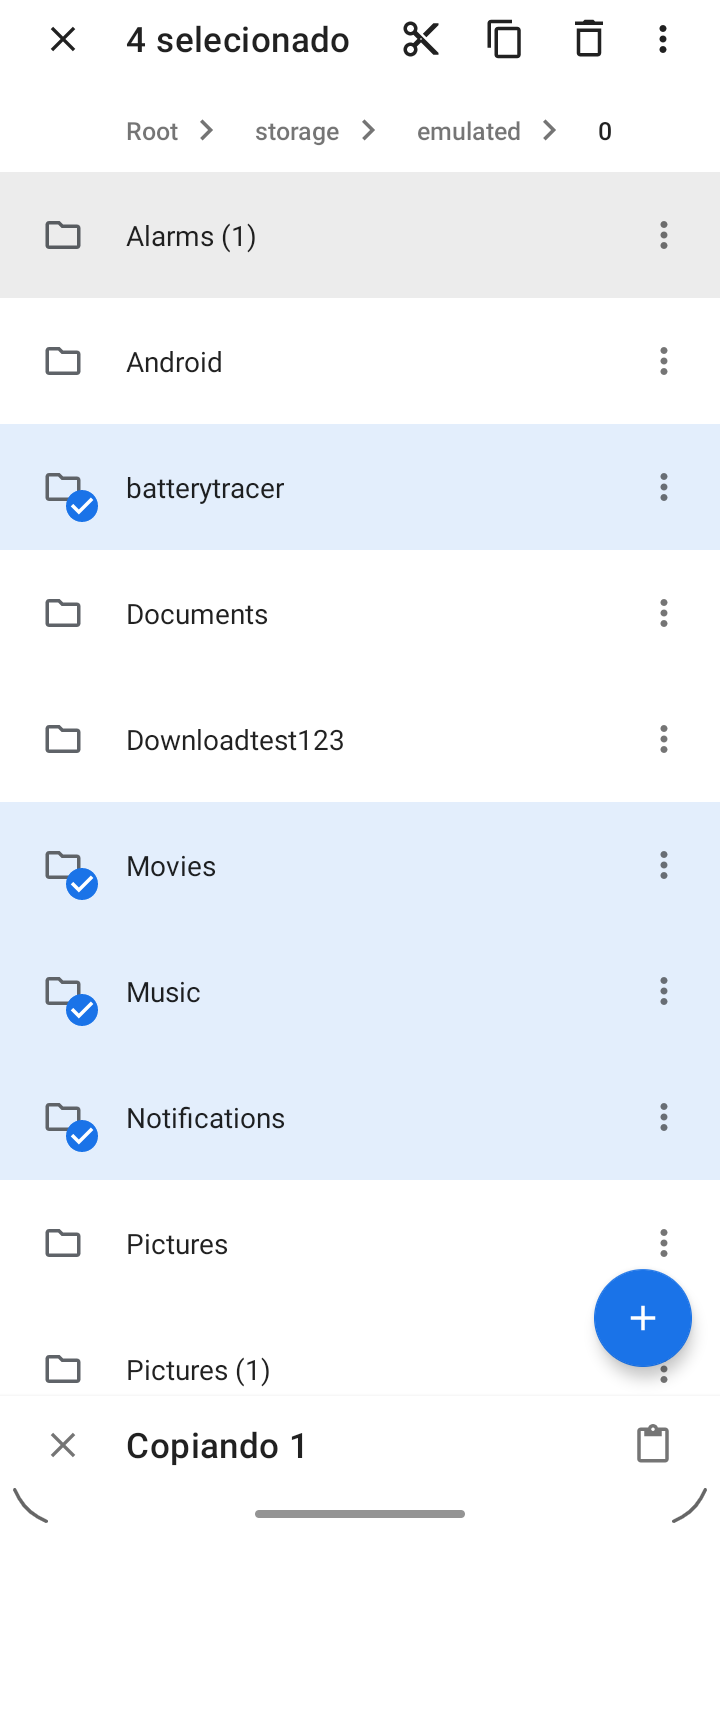 4 selecionado
Root storage emulated 0
Alarms (1)
Android
batterytracer
Documents
Downloadtest123
Movies
Music
Notifications
Pictures
Pictures (1)
Copiando 1